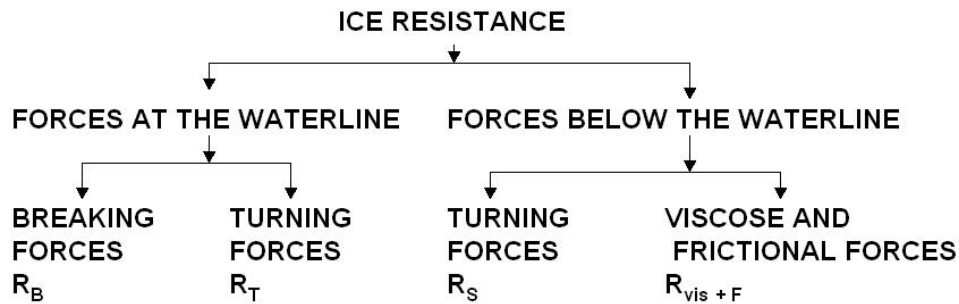 ICE RESISTANCE
FORCES AT THE WATERLINE
FORCES BELOW THE WATERLINE
BREAKING
FORCES
R_B
TURNING
FORCES
R_T
TURNING
FORCES
R_S
VISCOSE AND
FRICTIONAL FORCES
R_vis + F